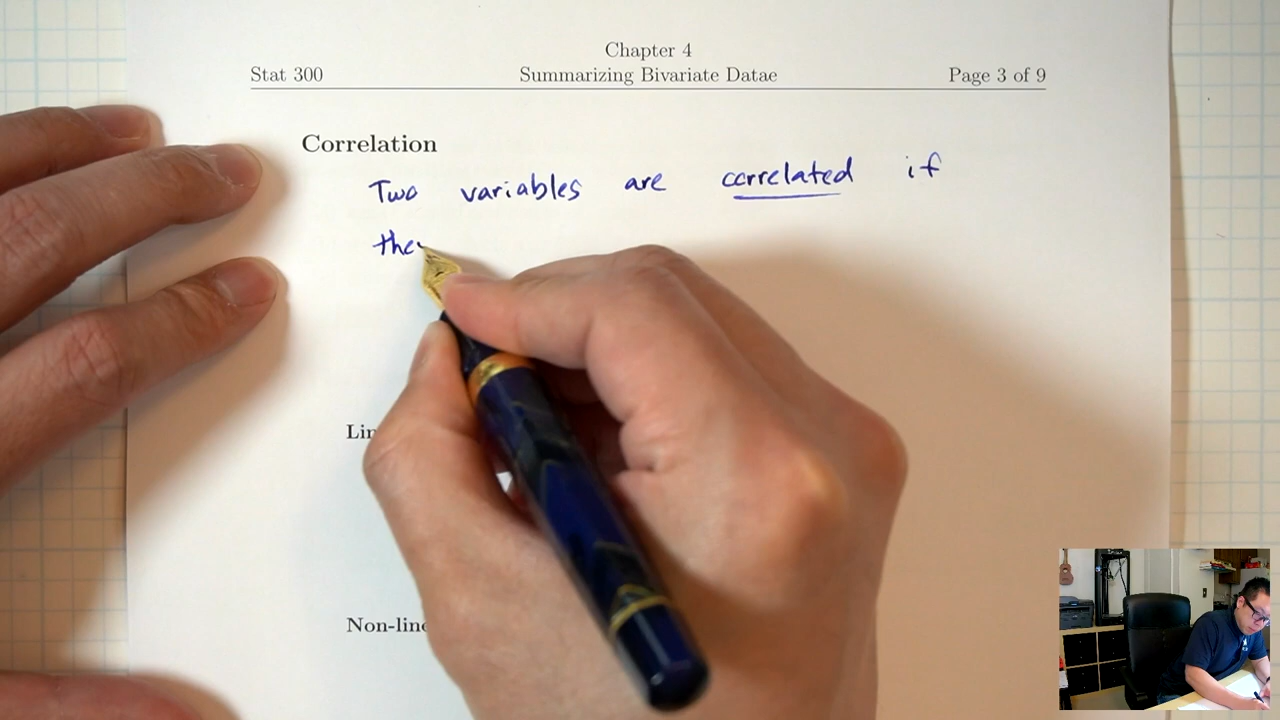 Chapter 4
Stat 300 Summarizing Bivariate Datae Page 3 of 9
Correlation
Two variables are correlated if
the
Lin
Non-line